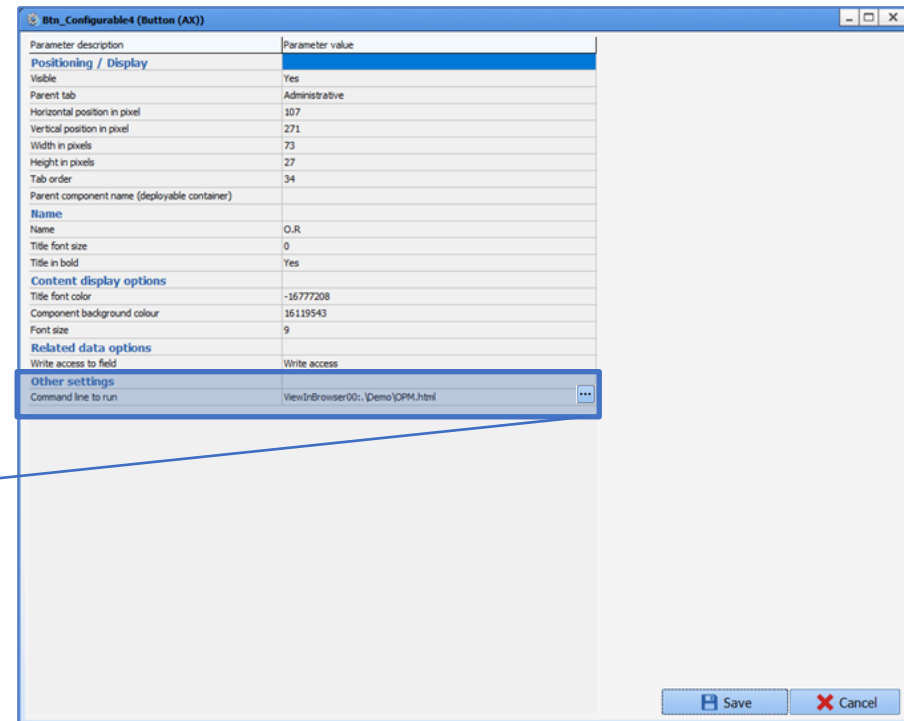 Btn_Configurable4 (Button (AX))
Parameter description Parameter value
Positioning / Display
Visible Yes
Parent tab Administrative
Horizontal position in pixel 107
Vertical position in pixel 271
Width in pixels 73
Height in pixels 27
Tab order 34
Parent component name (deployable container)
Name
Name O.R
Title font size 0
Title in bold Yes
Content display options
Title font color -16777208
Component background colour 16119543
Font size 9
Related data options
Write access to field Write access
Other settings
Command line to run ViewInBrowser00:.\Demo\OPM.html ...
Save Cancel